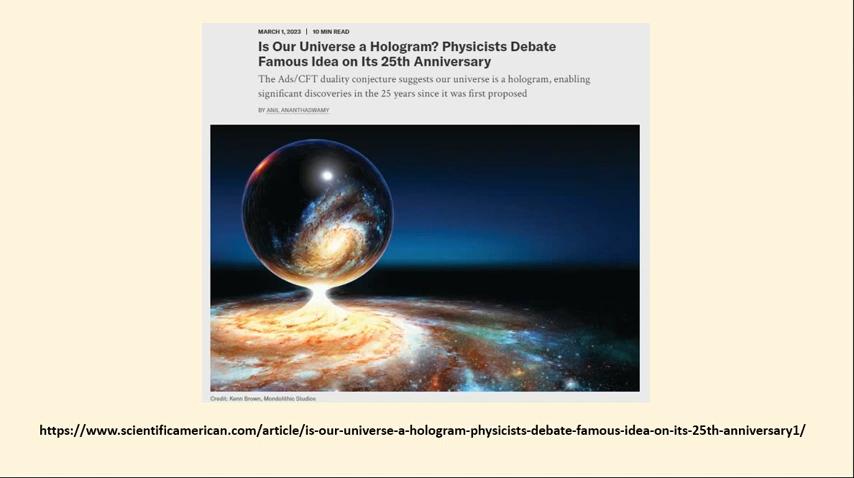 MARCH 1, 2023 | 10 MIN READ
Is Our Universe a Hologram? Physicists Debate
Famous Idea on Its 25th Anniversary
The Ads/CFT duality conjecture suggests our universe is a hologram, enabling
significant discoveries in the 25 years since it was first proposed
BY ANIL ANANTHASWAMY
Credit: Kenn Brown, Mondolithic Studios
https://www.scientificamerican.com/article/is-our-universe-a-hologram-physicists-debate-famous-idea-on-its-25th-anniversary1/